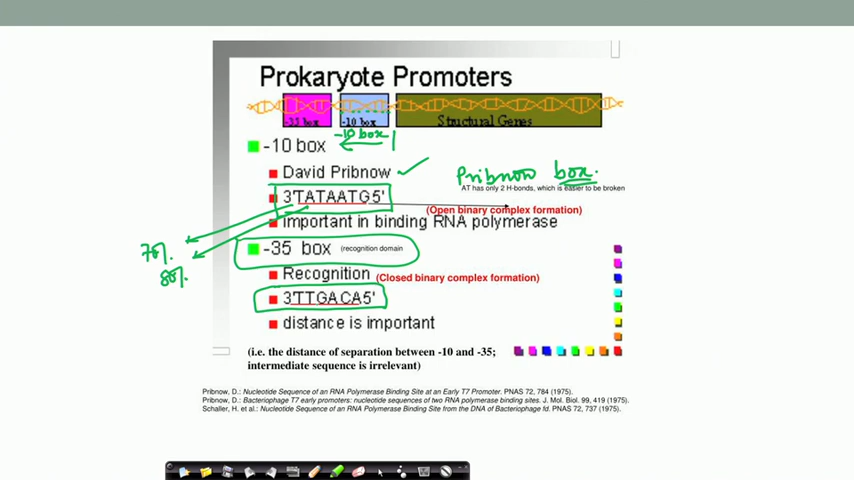 Prokaryote Promoters
-35 box
-10 box
Structural Genes
-10 box
-10 box
David Pribnow
Pribnow box.
AT has only 2 H-bonds, which is easier to be broken
3'TATAATG5'
(Open binary complex formation)
important in binding RNA polymerase
70%.
80%.
-35 box (recognition domain
Recognition (Closed binary complex formation)
3'TTGACA5'
distance is important
(i.e. the distance of separation between -10 and -35;
intermediate sequence is irrelevant)
Pribnow, D.: Nucleotide Sequence of an RNA Polymerase Binding Site at an Early T7 Promoter. PNAS 72, 784 (1975).
Pribnow, D.: Bacteriophage T7 early promoters: nucleotide sequences of two RNA polymerase binding sites. J. Mol. Biol. 99, 419 (1975).
Schaller, H. et al.: Nucleotide Sequence of an RNA Polymerase Binding Site from the DNA of Bacteriophage fd. PNAS 72, 737 (1975).